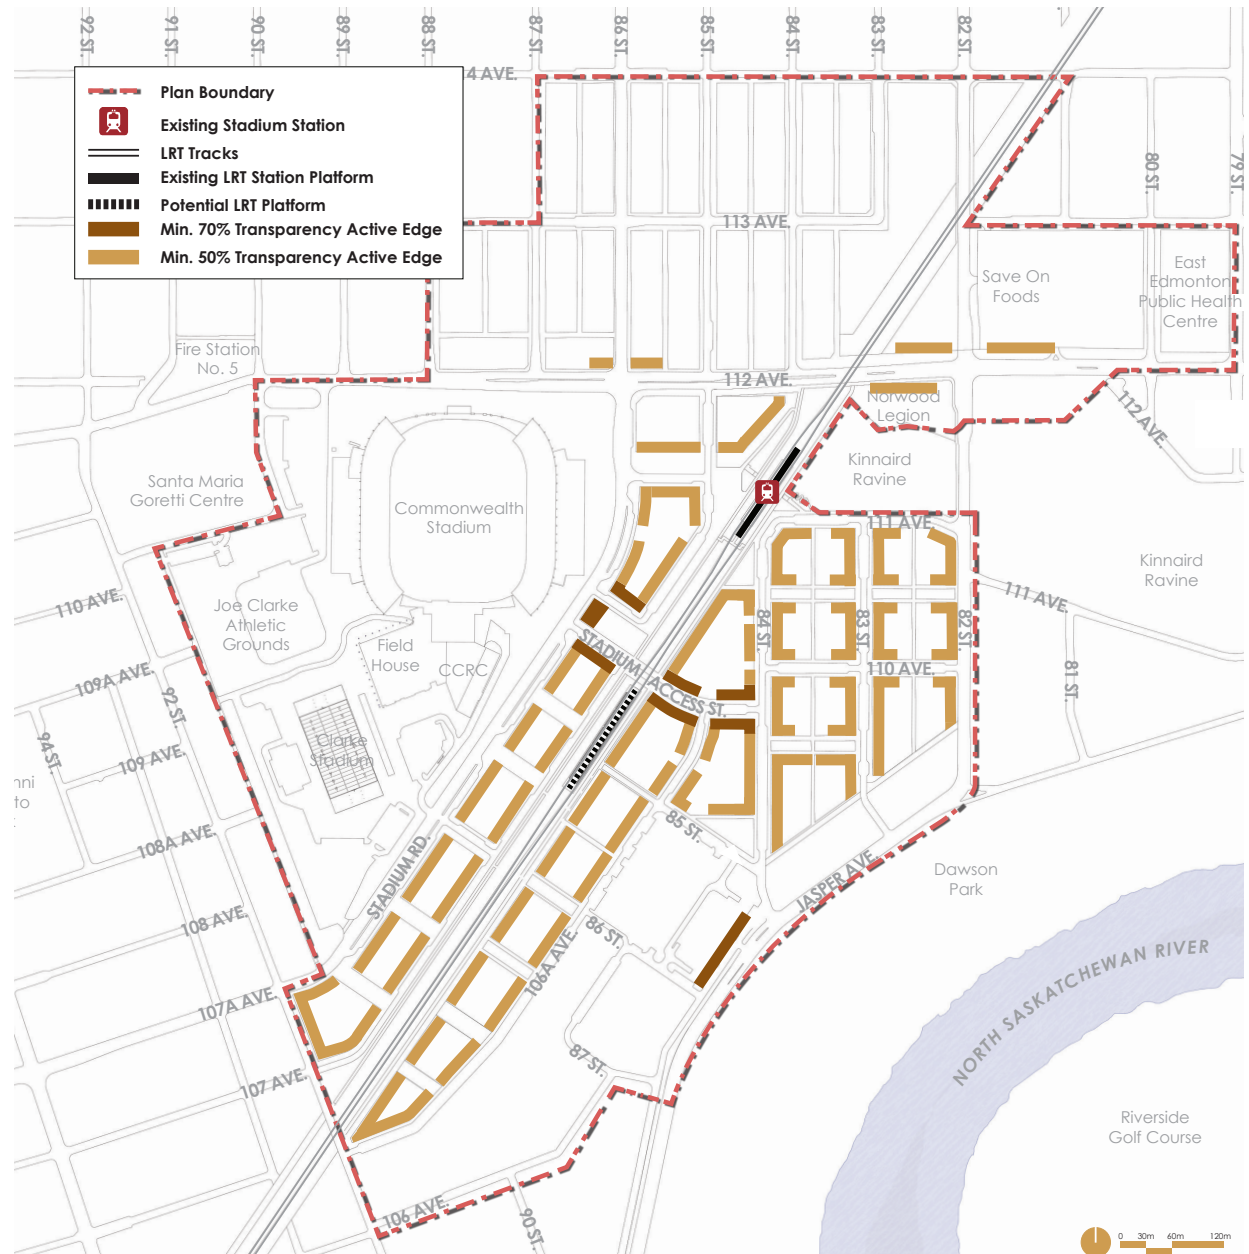 92 ST.
91 ST.
90 ST.
89 ST.
88 ST.
87 ST.
86 ST.
85 ST.
84 ST.
83 ST.
82 ST.
4 AVE.
Plan Boundary
Existing Stadium Station
LRT Tracks
Existing LRT Station Platform
Potential LRT Platform
Min. 70% Transparency Active Edge
Min. 50% Transparency Active Edge
80 ST.
79 ST.
113 AVE.
Save On
Foods
East
Edmonton
Public Health
Centre
Fire Station
No. 5
112 AVE.
Norwood
Legion
112 AVE.
Santa Maria
Goretti Centre
Commonwealth
Stadium
Kinnaird
Ravine
111 AVE.
Kinnaird
Ravine
110 AVE.
Joe Clarke
Athletic
Grounds
Field
House
CCRC
STADIUM ACCESS ST.
84 ST.
83 ST.
82 ST.
111 AVE.
110 AVE.
81 ST.
109A AVE.
92 ST.
94 ST.
109 AVE.
Clarke
Stadium
nni
to
108A AVE.
85 ST.
STADIUM RD.
JASPER AVE.
Dawson
Park
108 AVE.
86 ST.
106A AVE.
NORTH SASKATCHEWAN RIVER
107A AVE.
87 ST.
107 AVE.
Riverside
Golf Course
106 AVE.
90 ST.
0 30m 60m 120m